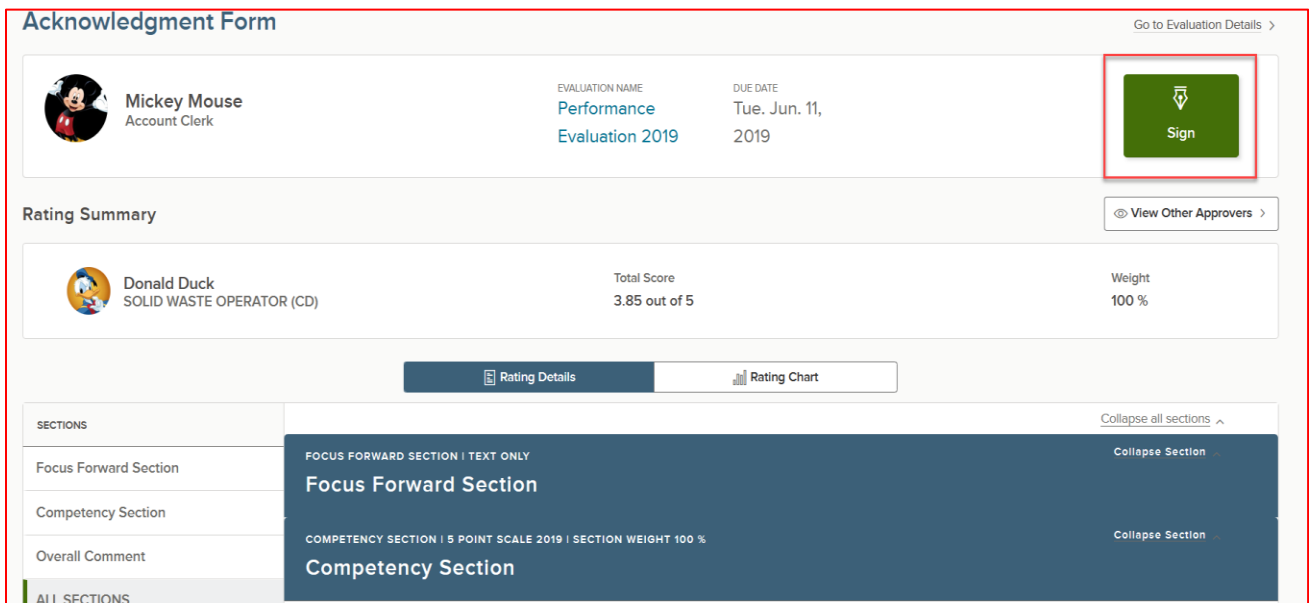 Acknowledgment Form
Go to Evaluation Details >
Mickey Mouse
Account Clerk
EVALUATION NAME
Performance
Evaluation 2019
DUE DATE
Tue. Jun. 11,
2019
Sign
Rating Summary
View Other Approvers >
Donald Duck
SOLID WASTE OPERATOR (CD)
Total Score
3.85 out of 5
Weight
100 %
Rating Details
Rating Chart
SECTIONS
Focus Forward Section
Competency Section
Overall Comment
ALL SECTIONS
Collapse all sections
FOCUS FORWARD SECTION | TEXT ONLY
Collapse Section
Focus Forward Section
COMPETENCY SECTION | 5 POINT SCALE 2019 | SECTION WEIGHT 100 %
Collapse Section
Competency Section